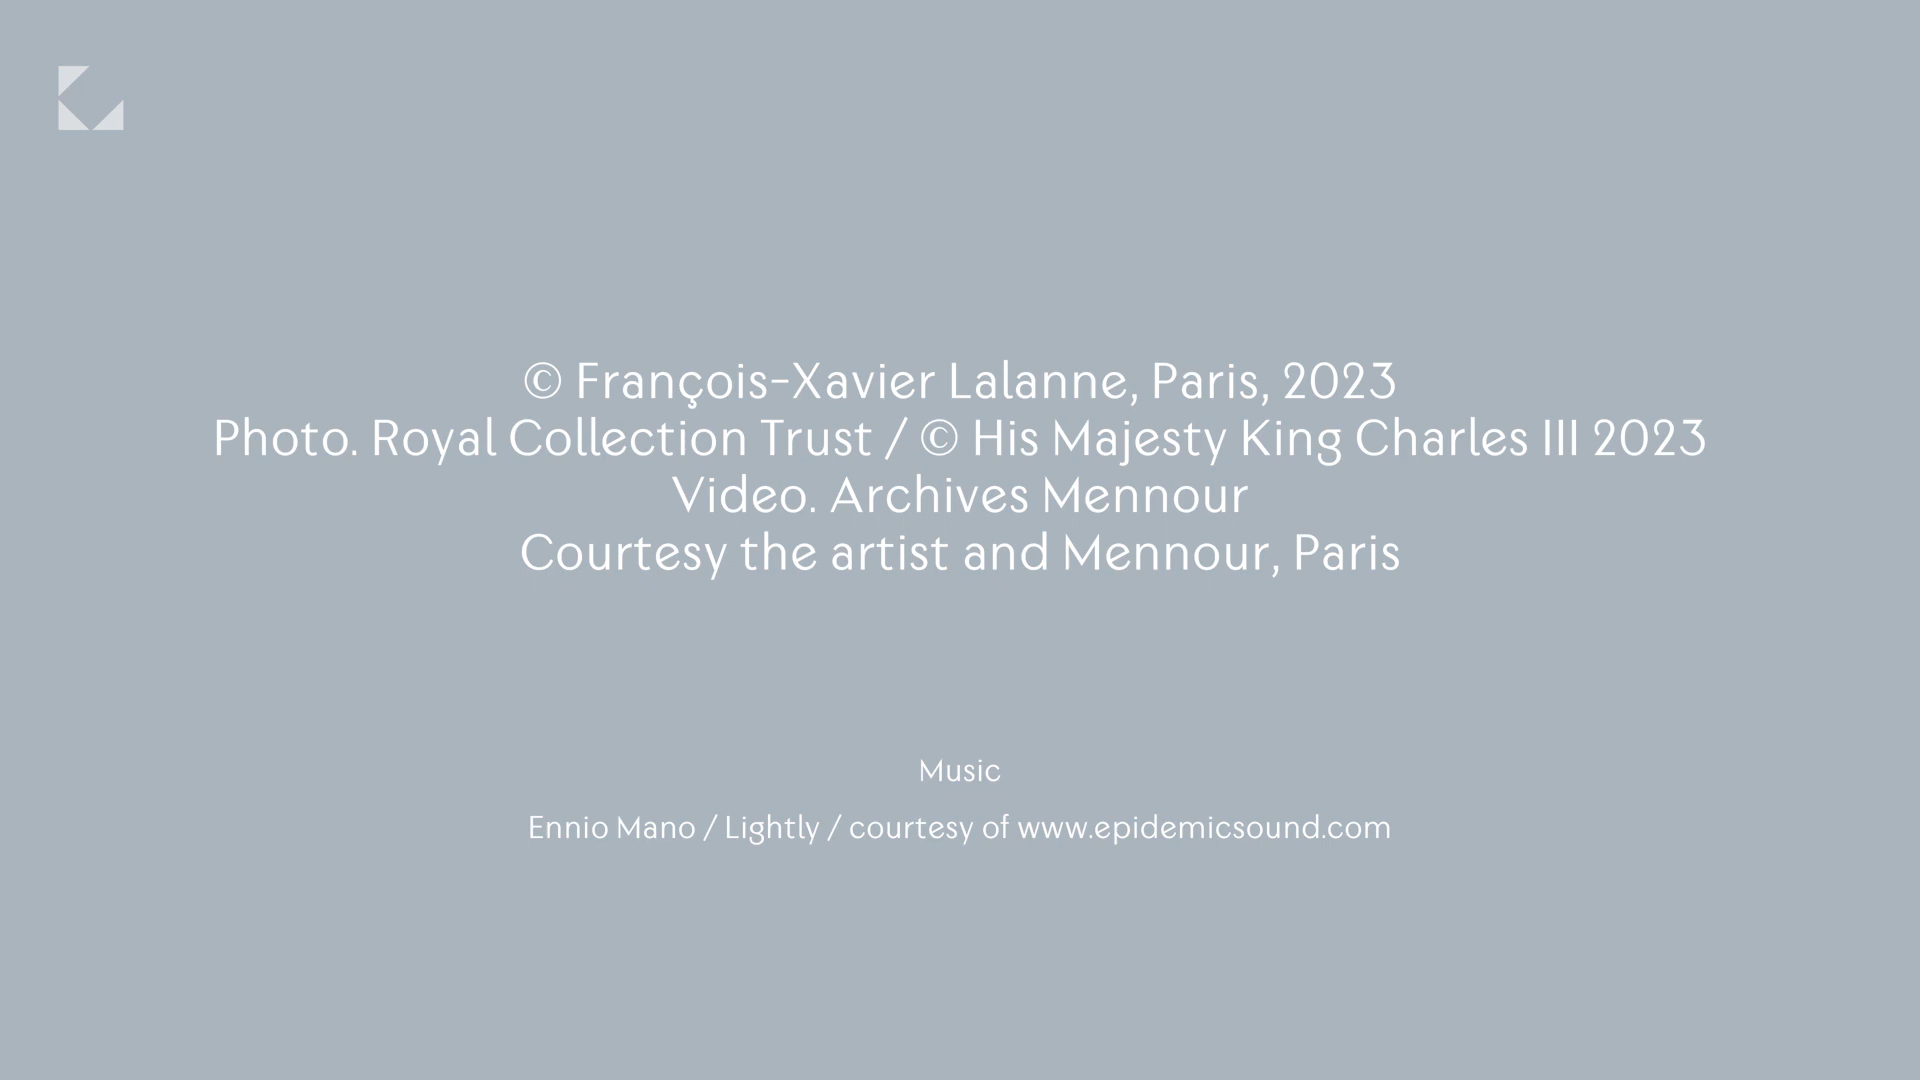 © François-Xavier Lalanne, Paris, 2023
Photo. Royal Collection Trust / © His Majesty King Charles III 2023
Video. Archives Mennour
Courtesy the artist and Mennour, Paris
Music
Ennio Mano / Lightly / courtesy of www.epidemicsound.com